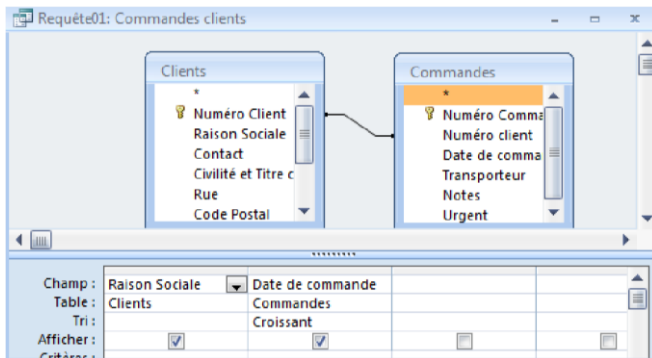 Requête01: Commandes clients
Clients
*
Numéro Client
Raison Sociale
Contact
Civilité et Titre c
Rue
Code Postal
Commandes
*
Numéro Comma
Numéro client
Date de comma
Transporteur
Notes
Urgent
Champ : Raison Sociale Date de commande
Table : Clients Commandes
Tri : Croissant
Afficher :
Critères :